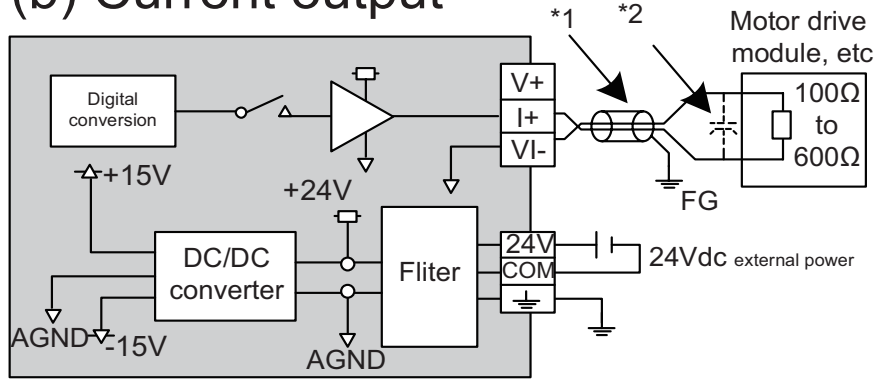 (b) Current output
*1
*2
Motor drive
module, etc
Digital
conversion
V+
I+
VI-
100Ω
to
600Ω
+15V
+24V
FG
DC/DC
converter
Fliter
24V
COM
24Vdc external power
AGND
-15V
AGND